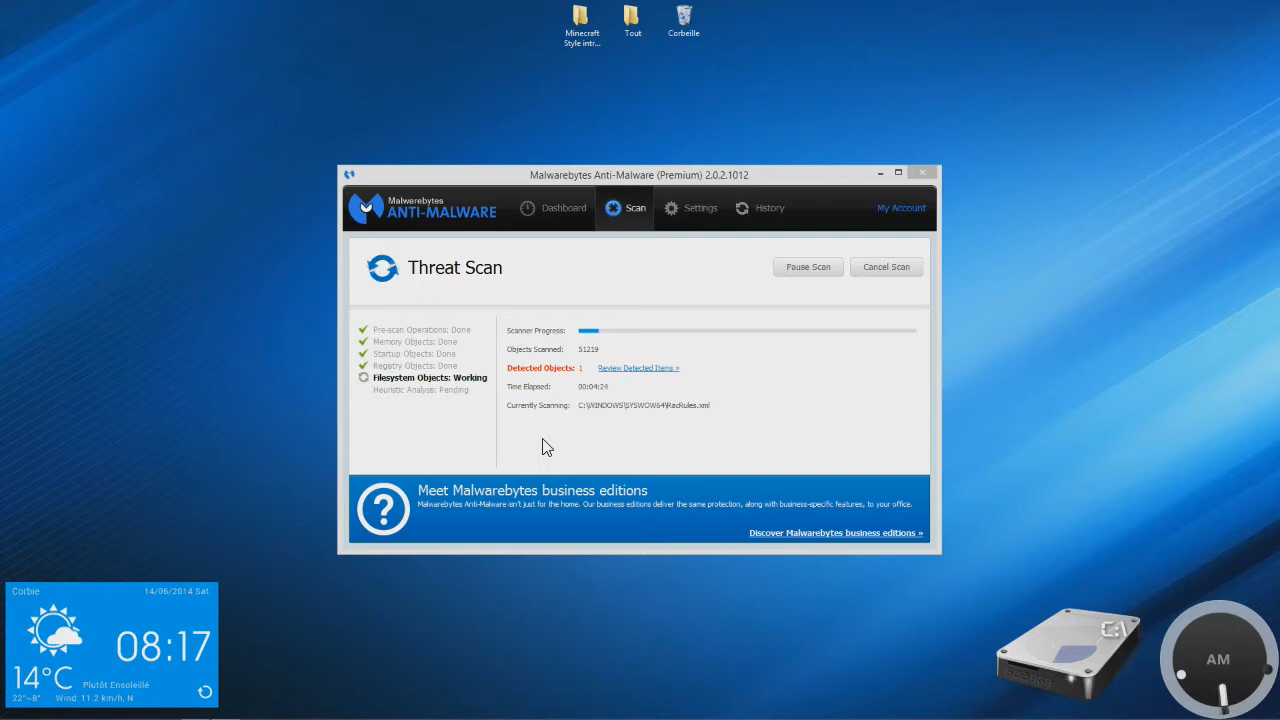 Minecraft
Style intr...
Tout
Corbeille
Malwarebytes Anti-Malware (Premium) 2.0.2.1012
Malwarebytes
ANTI-MALWARE
Dashboard
Scan
Settings
History
My Account
Threat Scan
Pause Scan
Cancel Scan
Pre-scan Operations: Done
Memory Objects: Done
Startup Objects: Done
Registry Objects: Done
Filesystem Objects: Working
Heuristic Analysis: Pending
Scanner Progress:
Objects Scanned: 51219
Detected Objects: 1 Review Detected Items »
Time Elapsed: 00:04:24
Currently Scanning: C:\WINDOWS\SYSWOW64\RacRules.xml
Meet Malwarebytes business editions
Malwarebytes Anti-Malware isn't just for the home. Our business editions deliver the same protection, along with business-specific features, to your office.
Discover Malwarebytes business editions »
Corbie 14/06/2014 Sat.
08:17
14°C Plutôt Ensoleillé
22°~8° Wind: 11.2 km/h, N
C:\
AM